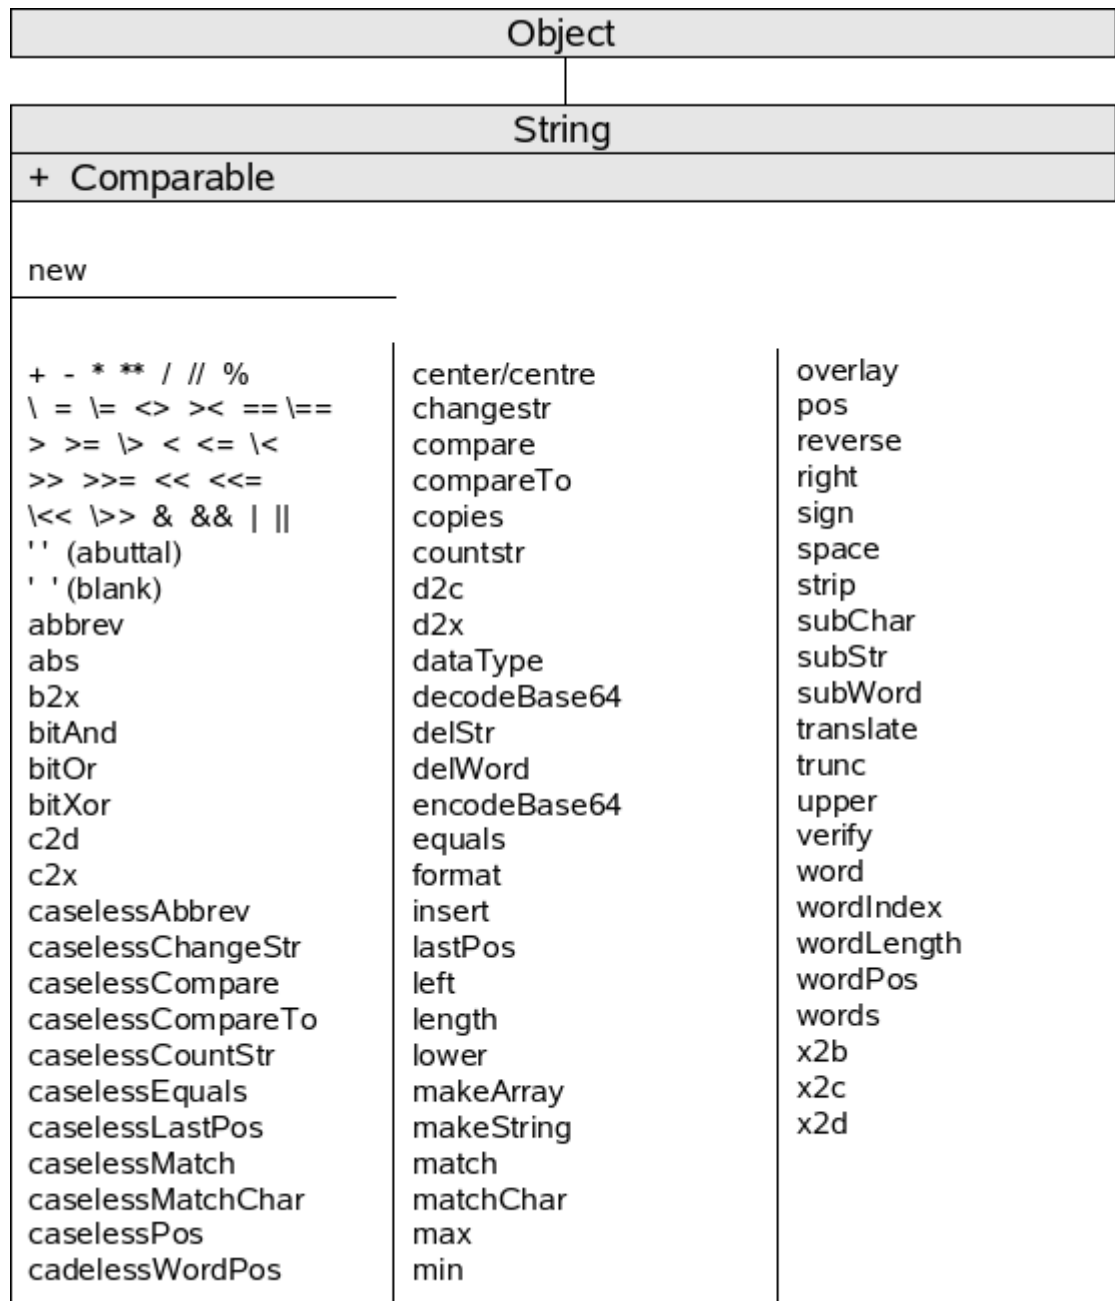 Object
String
+ Comparable
new
+ - * ** / // %
\ = \= <> >< == \==
> >= \> < <= \<
>> >>= << <<=
\<< \>> & && | ||
'' (abuttal)
' ' (blank)
abbrev
abs
b2x
bitAnd
bitOr
bitXor
c2d
c2x
caselessAbbrev
caselessChangeStr
caselessCompare
caselessCompareTo
caselessCountStr
caselessEquals
caselessLastPos
caselessMatch
caselessMatchChar
caselessPos
cadelessWordPos
center/centre
changestr
compare
compareTo
copies
countstr
d2c
d2x
dataType
decodeBase64
delStr
delWord
encodeBase64
equals
format
insert
lastPos
left
length
lower
makeArray
makeString
match
matchChar
max
min
overlay
pos
reverse
right
sign
space
strip
subChar
subStr
subWord
translate
trunc
upper
verify
word
wordIndex
wordLength
wordPos
words
x2b
x2c
x2d